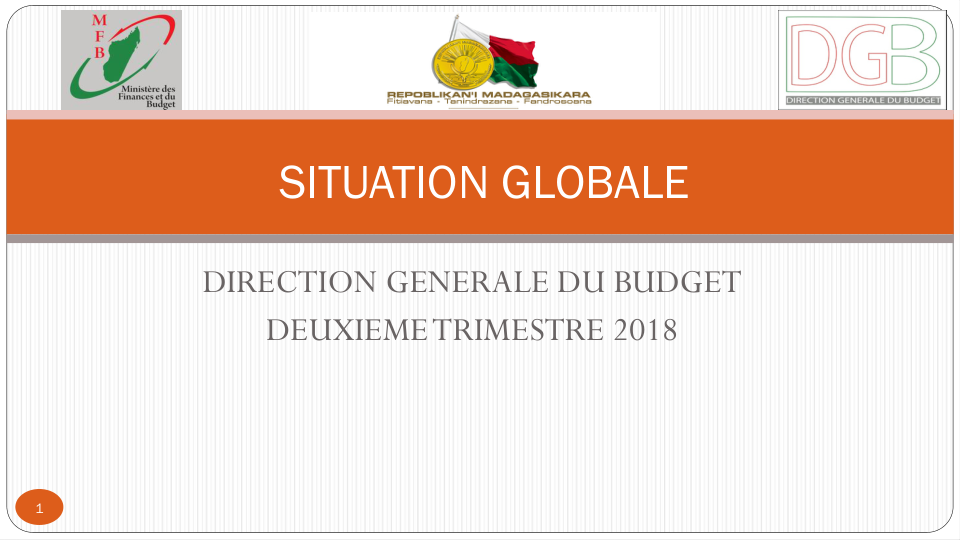 M
F
B
Ministère des
Finances et du
Budget
REPOBLIKAN'I MADAGASIKARA
Fitiavana - Tanindrazana - Fandrosoana
DGB
DIRECTION GENERALE DU BUDGET
SITUATION GLOBALE
DIRECTION GENERALE DU BUDGET
DEUXIEME TRIMESTRE 2018
1